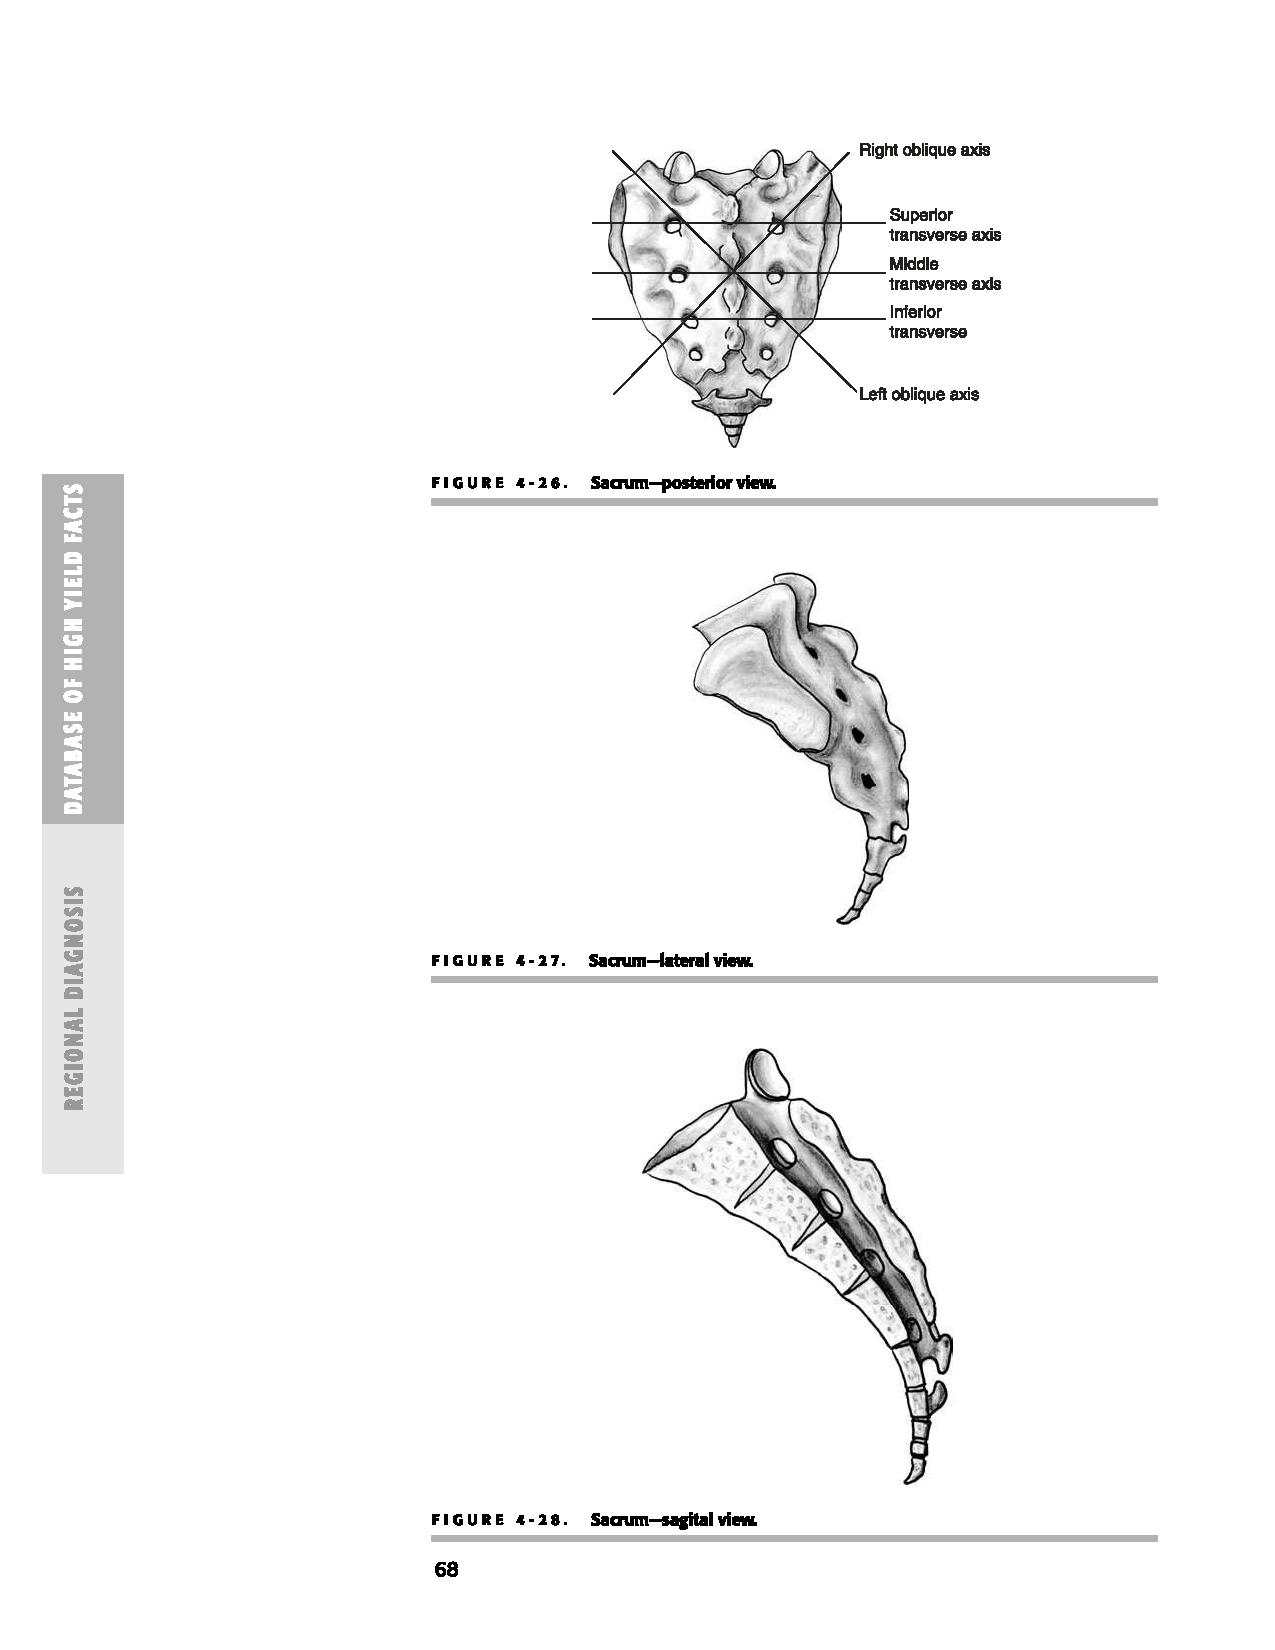 Right oblique axis
Superior
transverse axis
Middle
transverse axis
Inferior
transverse
Left oblique axis
FIGURE 4-26. Sacrum—posterior view.
DATABASE OF HIGH YIELD FACTS
REGIONAL DIAGNOSIS
FIGURE 4-27. Sacrum—lateral view.
FIGURE 4-28. Sacrum—sagital view.
68